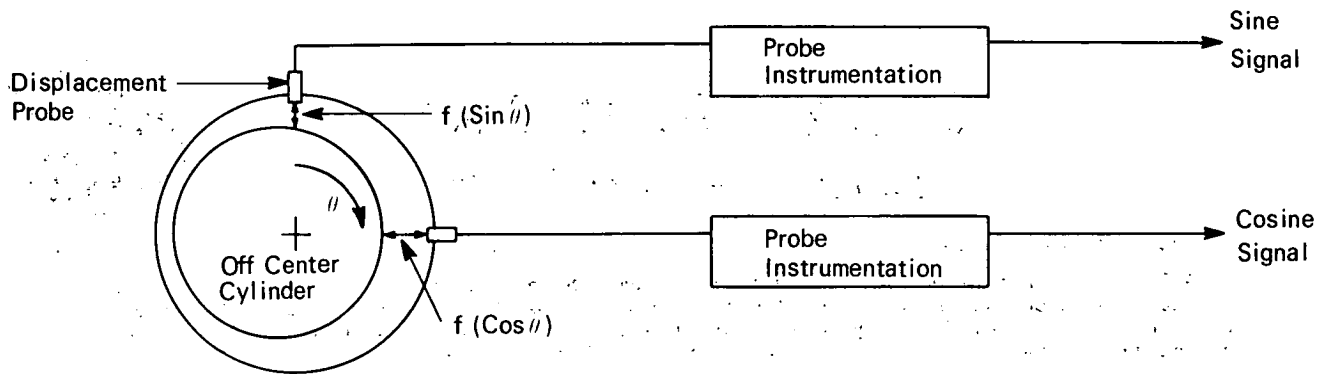 Sine
Signal
Probe
Instrumentation
Displacement
Probe
f (Sin θ)
θ
Off Center
Cylinder
Probe
Instrumentation
Cosine
Signal
f (Cos θ)